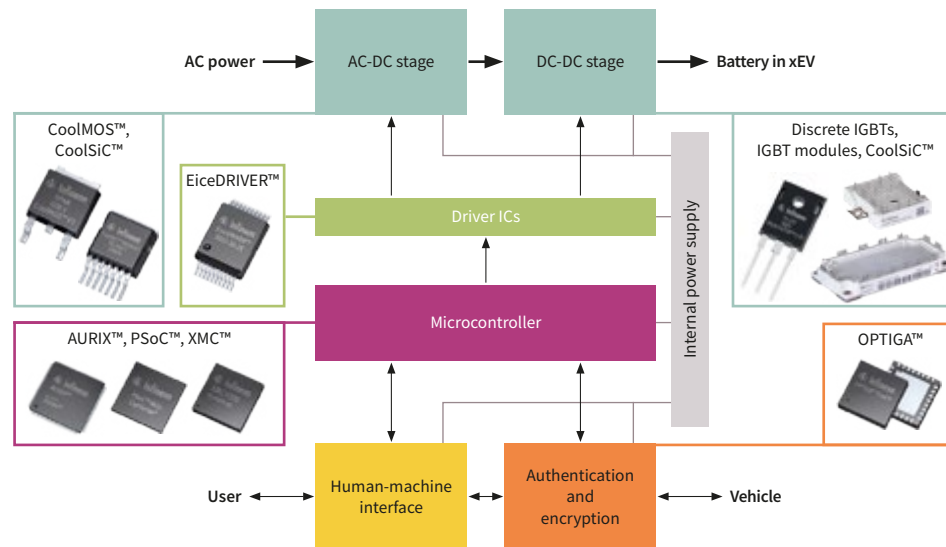 AC power
AC-DC stage
DC-DC stage
Battery in xEV
CoolMOS™,
CoolSiC™
EiceDRIVER™
Driver ICs
Internal power supply
Discrete IGBTs,
IGBT modules, CoolSiC™
Microcontroller
AURIX™, PSoC™, XMC™
OPTIGA™
User
Human-machine
interface
Authentication
and
encryption
Vehicle